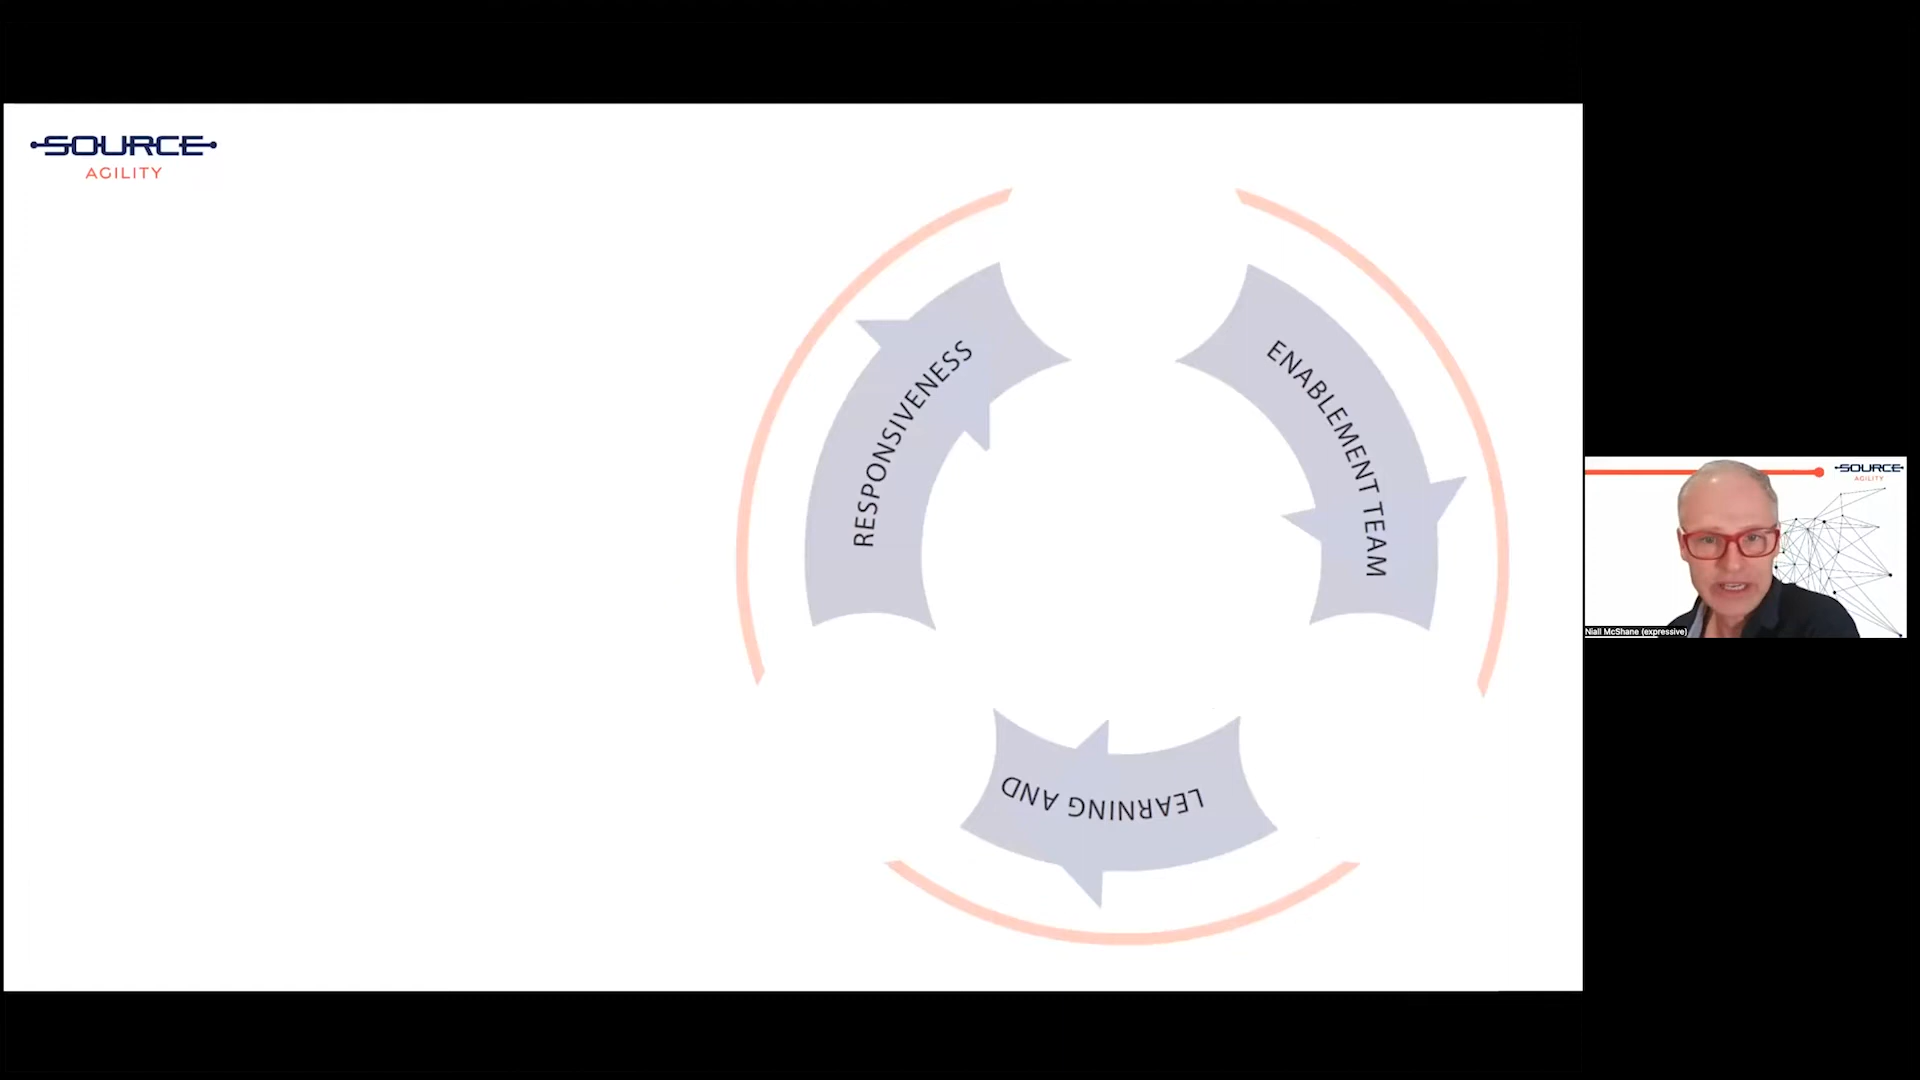 SOURCE
AGILITY
RESPONSIVENESS
ENABLEMENT TEAM
LEARNING AND
SOURCE
AGILITY
Niall McShane (expressive)